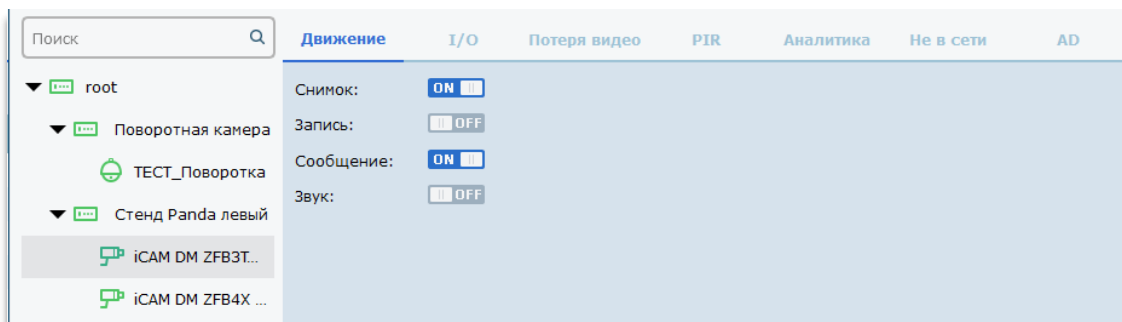 Поиск
Движение I/O Потеря видео PIR Аналитика Не в сети AD
root
Поворотная камера
ТЕСТ_Поворотка
Стенд Panda левый
iCAM DM ZFB3T...
iCAM DM ZFB4X ...
Снимок: ON
Запись: OFF
Сообщение: ON
Звук: OFF